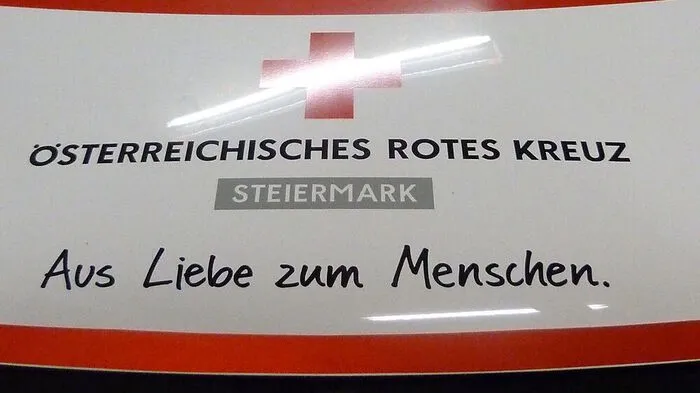 ÖSTERREICHISCHES ROTES KREUZ
STEIERMARK
Aus Liebe zum Menschen.